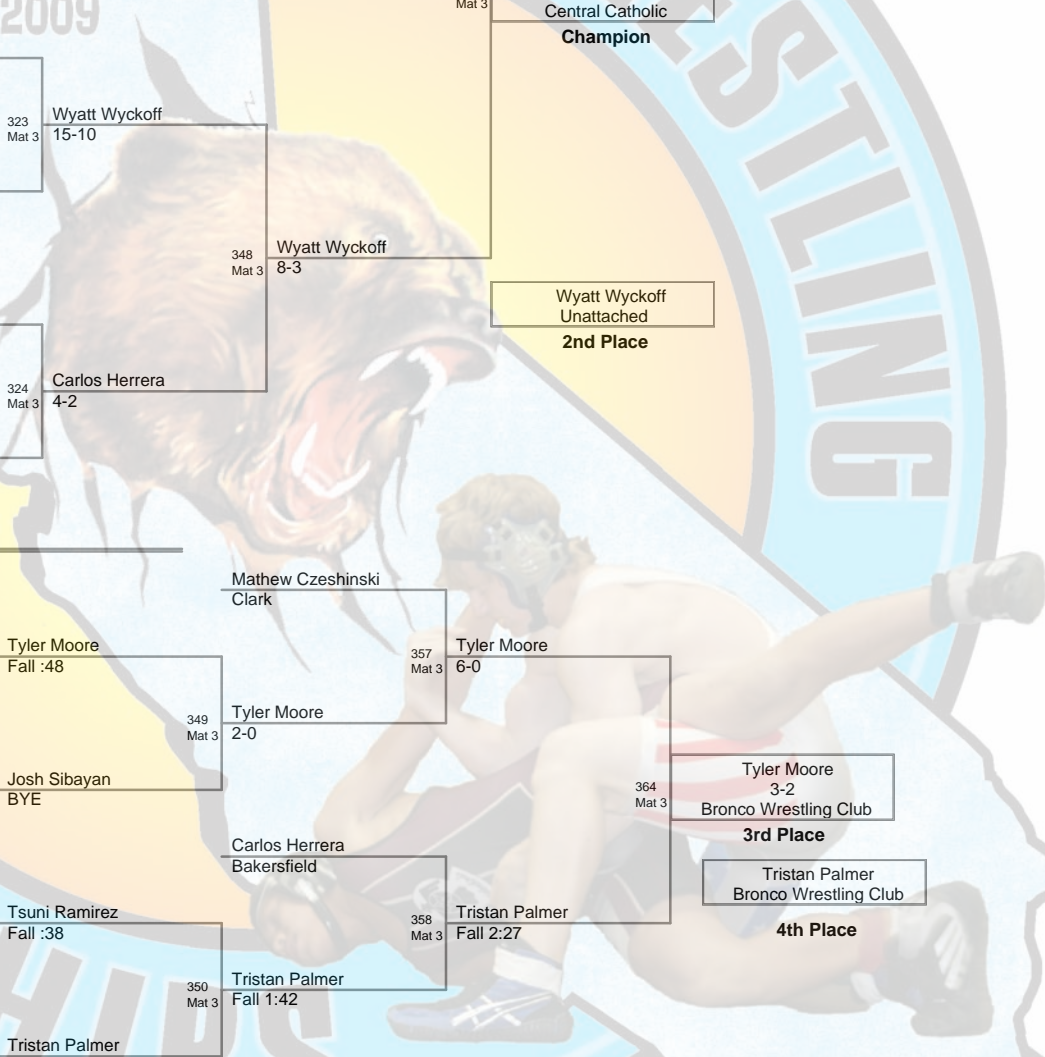 2009
Mat 3
Central Catholic
Champion
323
Mat 3
Wyatt Wyckoff
15-10
348
Mat 3
Wyatt Wyckoff
8-3
Wyatt Wyckoff
Unattached
2nd Place
324
Mat 3
Carlos Herrera
4-2
Mathew Czeshinski
Clark
Tyler Moore
Fall :48
357
Mat 3
Tyler Moore
6-0
349
Mat 3
Tyler Moore
2-0
Josh Sibayan
BYE
364
Mat 3
Tyler Moore
3-2
Bronco Wrestling Club
3rd Place
Carlos Herrera
Bakersfield
Tristan Palmer
Bronco Wrestling Club
4th Place
Tsuni Ramirez
Fall :38
358
Mat 3
Tristan Palmer
Fall 2:27
350
Mat 3
Tristan Palmer
Fall 1:42
Tristan Palmer
ESTLING
HIPS